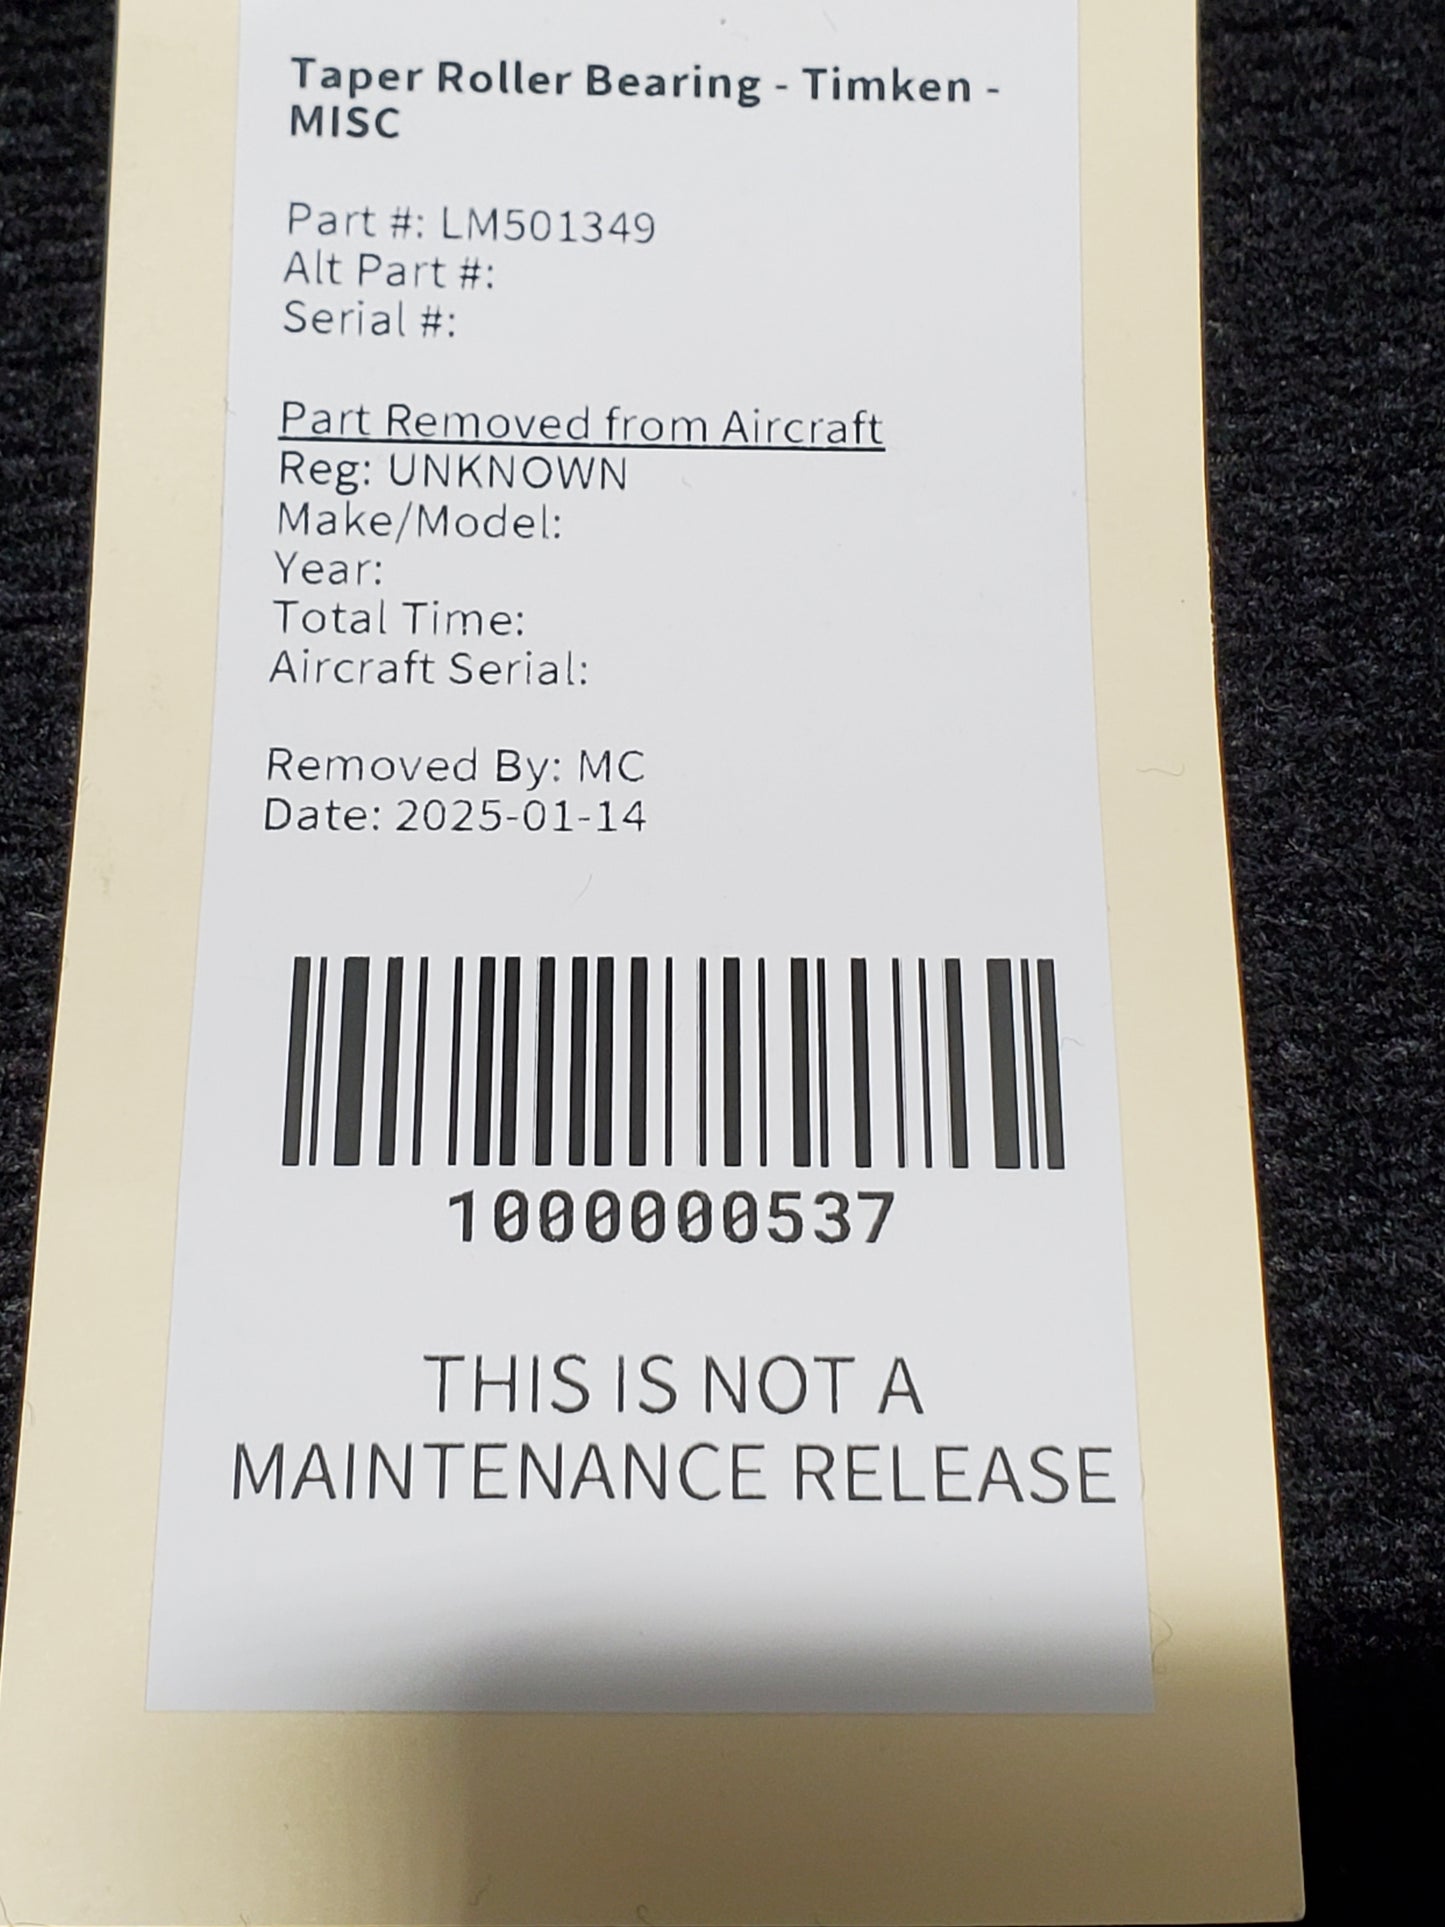 Taper Roller Bearing - Timken -
MISC
Part #: LM501349
Alt Part #:
Serial #:
Part Removed from Aircraft
Reg: UNKNOWN
Make/Model:
Year:
Total Time:
Aircraft Serial:
Removed By: MC
Date: 2025-01-14
1000000537
THIS IS NOT A
MAINTENANCE RELEASE